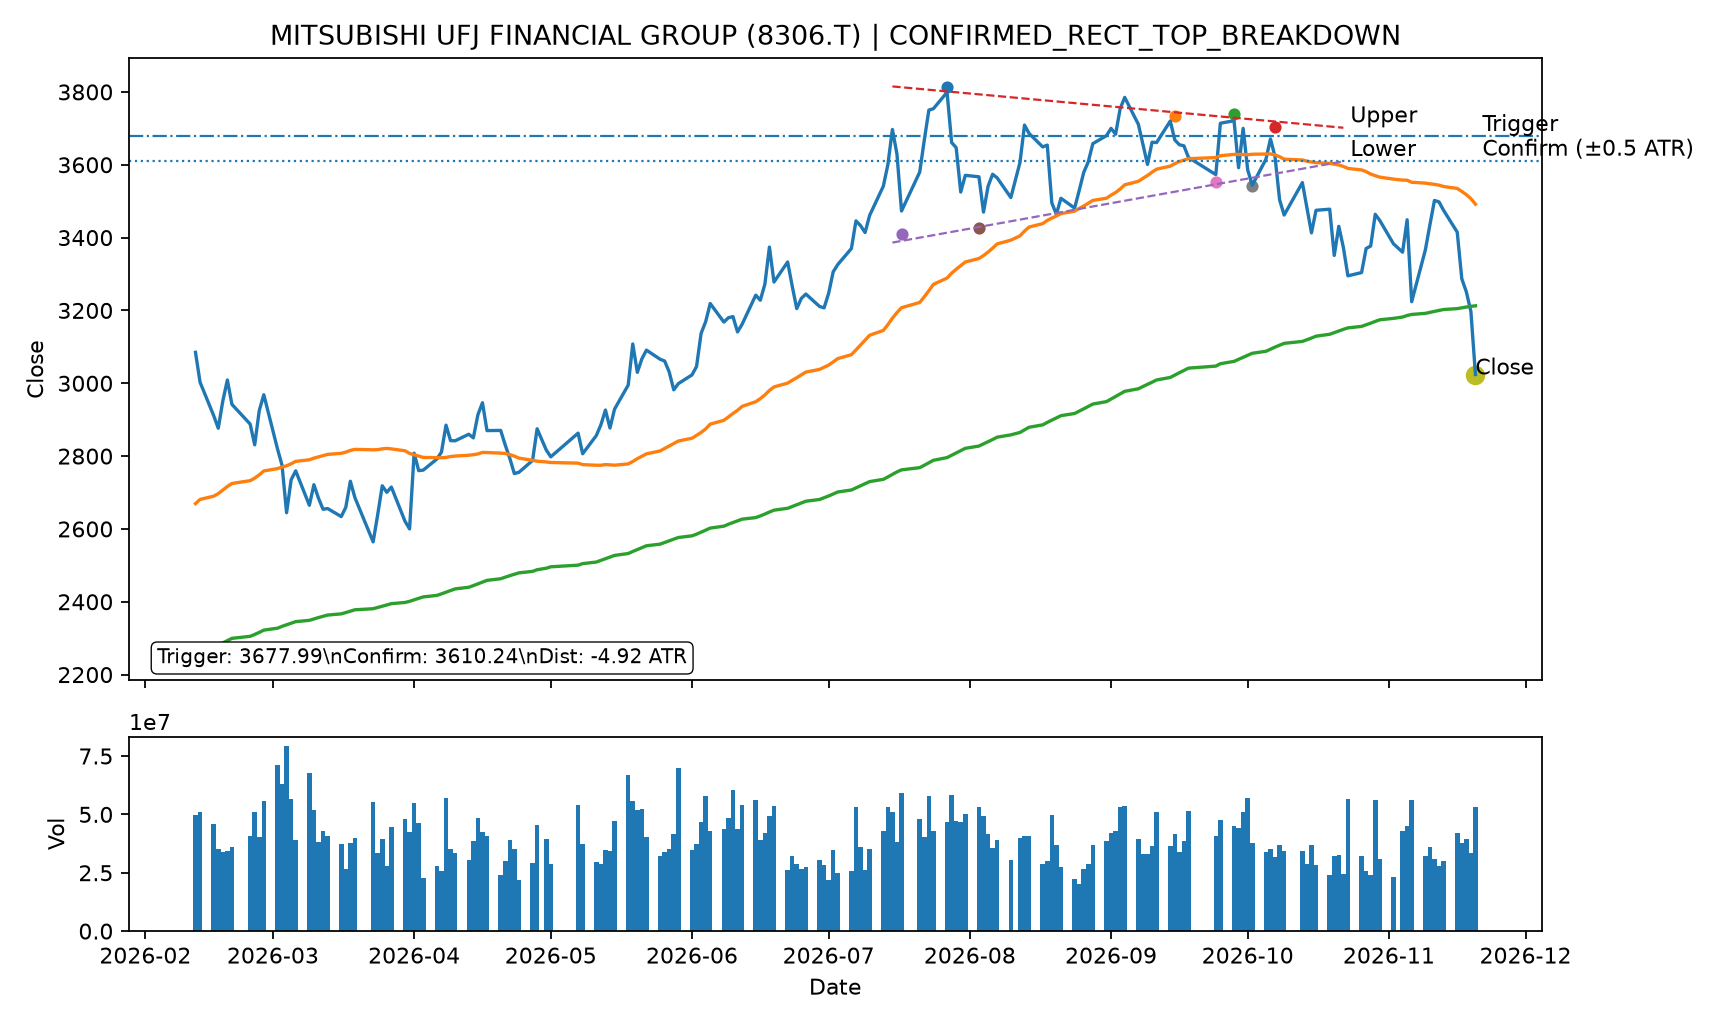 MITSUBISHI UFJ FINANCIAL GROUP (8306.T) | CONFIRMED_RECT_TOP_BREAKDOWN
Close
3800
3600
3400
3200
3000
2800
2600
2400
2200
Upper
Trigger
Lower
Confirm (±0.5 ATR)
Close
Trigger: 3677.99\nConfirm: 3610.24\nDist: -4.92 ATR
1e7
Vol
7.5
5.0
2.5
0.0
2026-02 2026-03 2026-04 2026-05 2026-06 2026-07 2026-08 2026-09 2026-10 2026-11 2026-12
Date